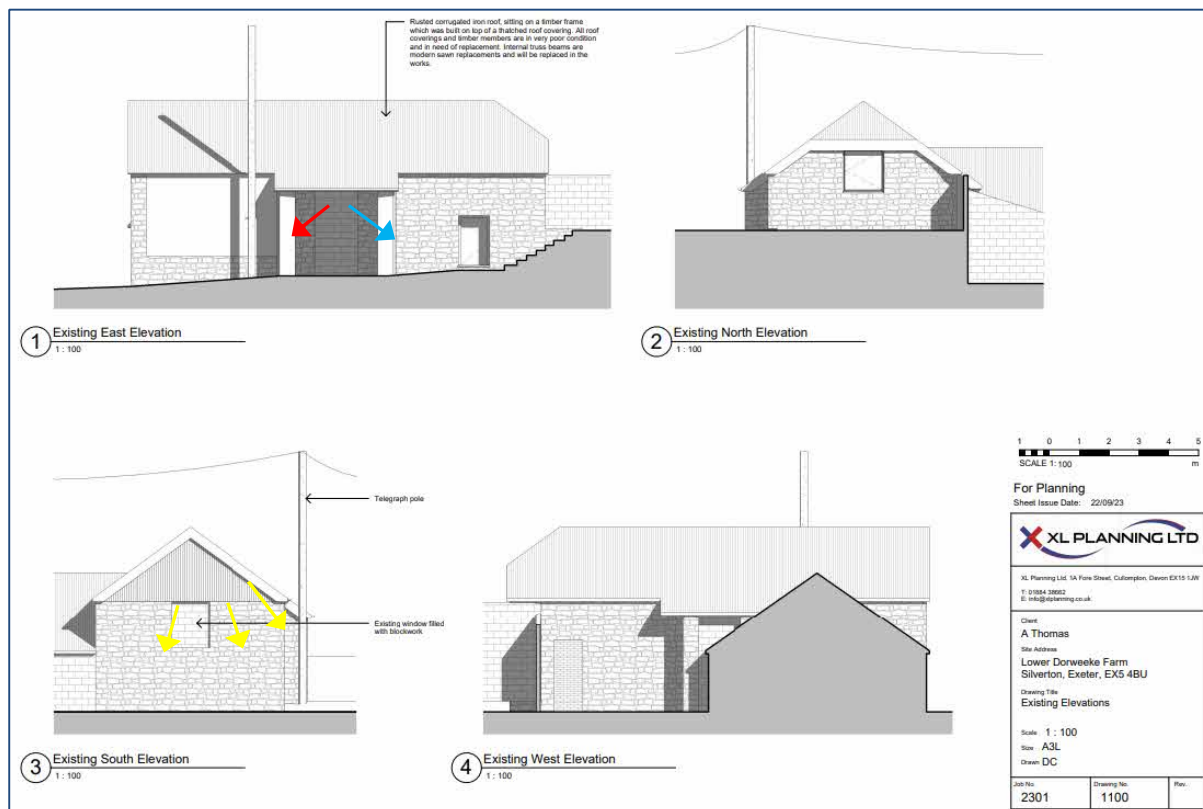 Rusted corrugated iron roof, sitting on a timber frame
which was built on top of a thatched roof covering. All roof
coverings and timber members are in very poor condition
and in need of replacement. Internal truss beams are
modern sawn replacements and will be replaced in the
works.
1
Existing East Elevation
1 : 100
2
Existing North Elevation
1 : 100
Telegraph pole
Existing window filled
with blockwork
3
Existing South Elevation
1 : 100
4
Existing West Elevation
1 : 100
1 0 1 2 3 4 5
SCALE 1: 100 m
For Planning
Sheet Issue Date: 22/09/23
XL PLANNING LTD
XL Planning Ltd. 1A Fore Street, Cullompton, Devon EX15 1JW
T: 01884 38662
E: info@xlplanning.co.uk
Client
A Thomas
Site Address
Lower Dorweeke Farm
Silverton, Exeter, EX5 4BU
Drawing Title
Existing Elevations
Scale 1 : 100
Size A3L
Drawn DC
Job No. Drawing No. Rev.
2301 1100